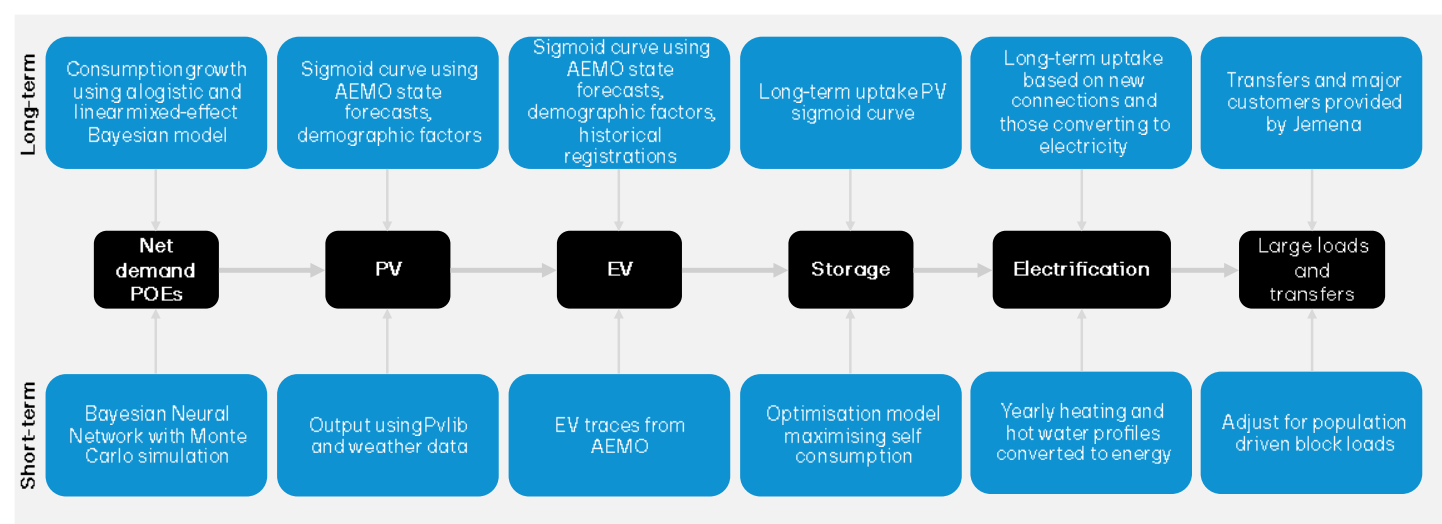 Long-term
Consumption growth
using alogistic and
linear mixed-effect
Bayesian model
Sigmoid curve using
AEMO state
forecasts,
demographic factors
Sigmoid curve using
AEMO state
forecasts,
demographic factors,
historical
registrations
Long-term uptake PV
sigmoid curve
Long-term uptake
based on new
connections and
those converting to
electricity
Transfers and major
customers provided
by Jemena
Net
demand
POEs
PV
EV
Storage
Electrification
Large loads
and
transfers
Short-term
Bayesian Neural
Network with Monte
Carlo simulation
Output using Pvlib
and weather data
EV traces from
AEMO
Optimisation model
maximising self
consumption
Yearly heating and
hot water profiles
converted to energy
Adjust for population
driven block loads